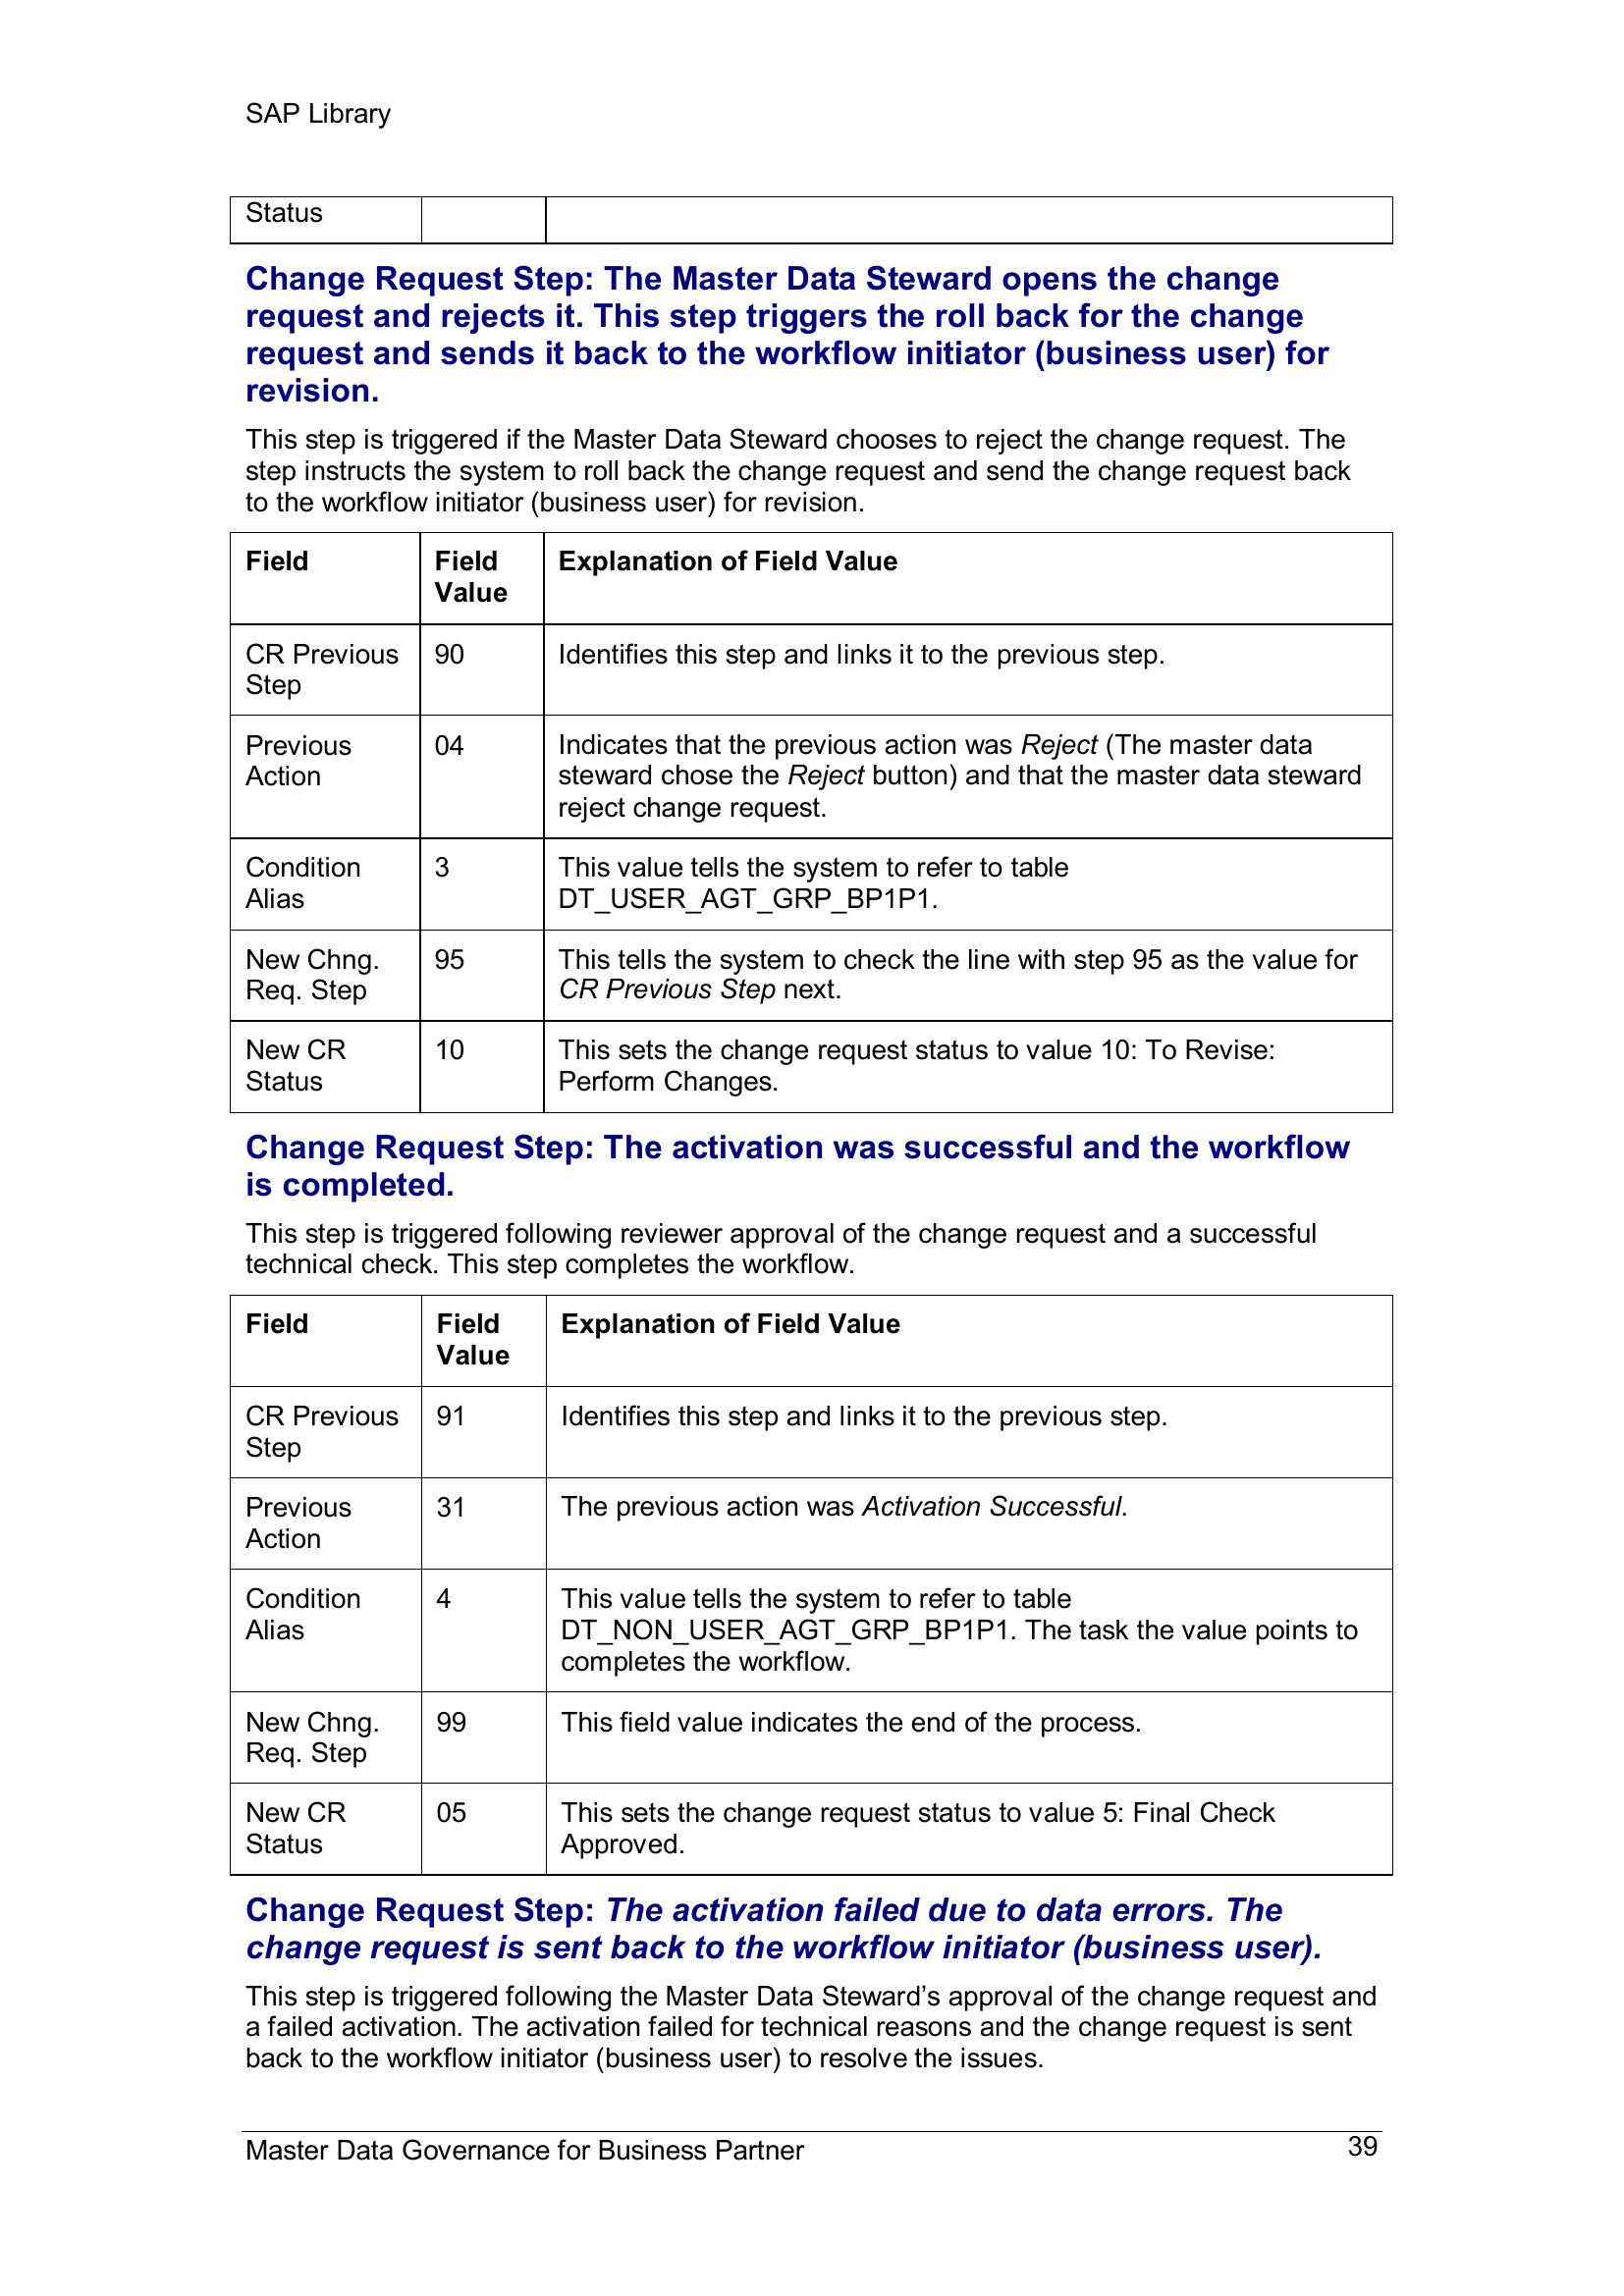 SAP Library
Status
Change Request Step: The Master Data Steward opens the change
request and rejects it. This step triggers the roll back for the change
request and sends it back to the workflow initiator (business user) for
revision.
This step is triggered if the Master Data Steward chooses to reject the change request. The
step instructs the system to roll back the change request and send the change request back
to the workflow initiator (business user) for revision.
Field
Field
Value
Explanation of Field Value
CR Previous
Step
90
Identifies this step and links it to the previous step.
Previous
Action
04
Indicates that the previous action was Reject (The master data
steward chose the Reject button) and that the master data steward
reject change request.
Condition
Alias
3
This value tells the system to refer to table
DT_USER_AGT_GRP_BP1P1.
New Chng.
Req. Step
95
This tells the system to check the line with step 95 as the value for
CR Previous Step next.
New CR
Status
10
This sets the change request status to value 10: To Revise:
Perform Changes.
Change Request Step: The activation was successful and the workflow
is completed.
This step is triggered following reviewer approval of the change request and a successful
technical check. This step completes the workflow.
Field
Field
Value
Explanation of Field Value
CR Previous
Step
91
Identifies this step and links it to the previous step.
Previous
Action
31
The previous action was Activation Successful.
Condition
Alias
4
This value tells the system to refer to table
DT_NON_USER_AGT_GRP_BP1P1. The task the value points to
completes the workflow.
New Chng.
Req. Step
99
This field value indicates the end of the process.
New CR
Status
05
This sets the change request status to value 5: Final Check
Approved.
Change Request Step: The activation failed due to data errors. The
change request is sent back to the workflow initiator (business user).
This step is triggered following the Master Data Steward’s approval of the change request and
a failed activation. The activation failed for technical reasons and the change request is sent
back to the workflow initiator (business user) to resolve the issues.
Master Data Governance for Business Partner
39